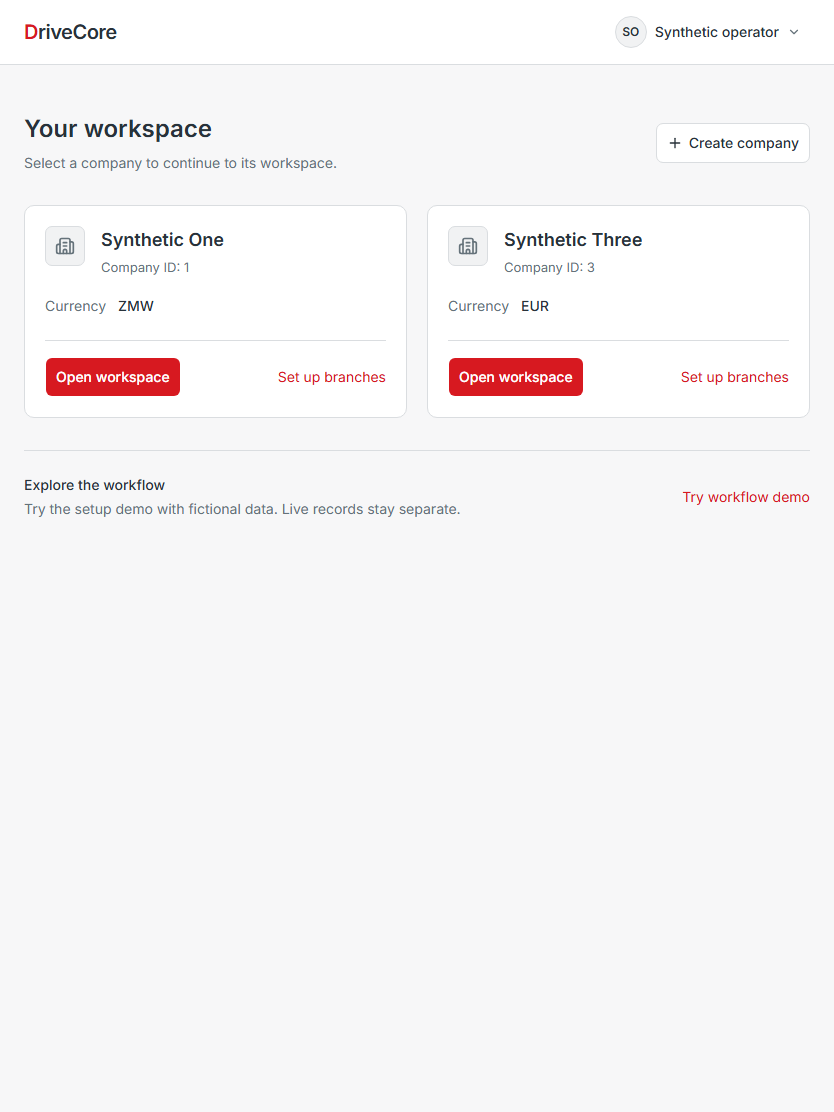 DriveCore
SO Synthetic operator
Your workspace
Select a company to continue to its workspace.
Create company
Synthetic One
Company ID: 1
Currency ZMW
Open workspace
Set up branches
Synthetic Three
Company ID: 3
Currency EUR
Open workspace
Set up branches
Explore the workflow
Try the setup demo with fictional data. Live records stay separate.
Try workflow demo